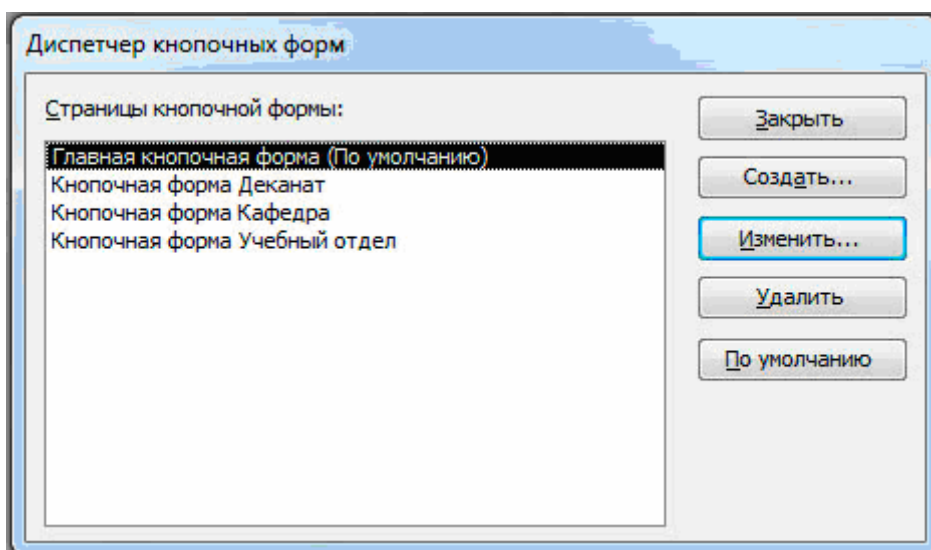 Диспетчер кнопочных форм
Страницы кнопочной формы:
Главная кнопочная форма (По умолчанию)
Кнопочная форма Деканат
Кнопочная форма Кафедра
Кнопочная форма Учебный отдел
Закрыть
Создать...
Изменить...
Удалить
По умолчанию